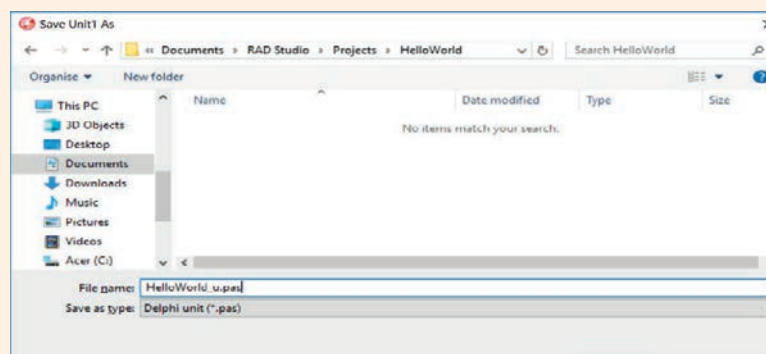 Save Unit1 As
« Documents › RAD Studio › Projects › HelloWorld Search HelloWorld
Organise New folder
Name Date modified Type Size
This PC
3D Objects
Desktop
Documents
Downloads
Music
Pictures
Videos
Acer (C:)
No items match your search.
File name: HelloWorld_u.pas
Save as type: Delphi unit (*.pas)